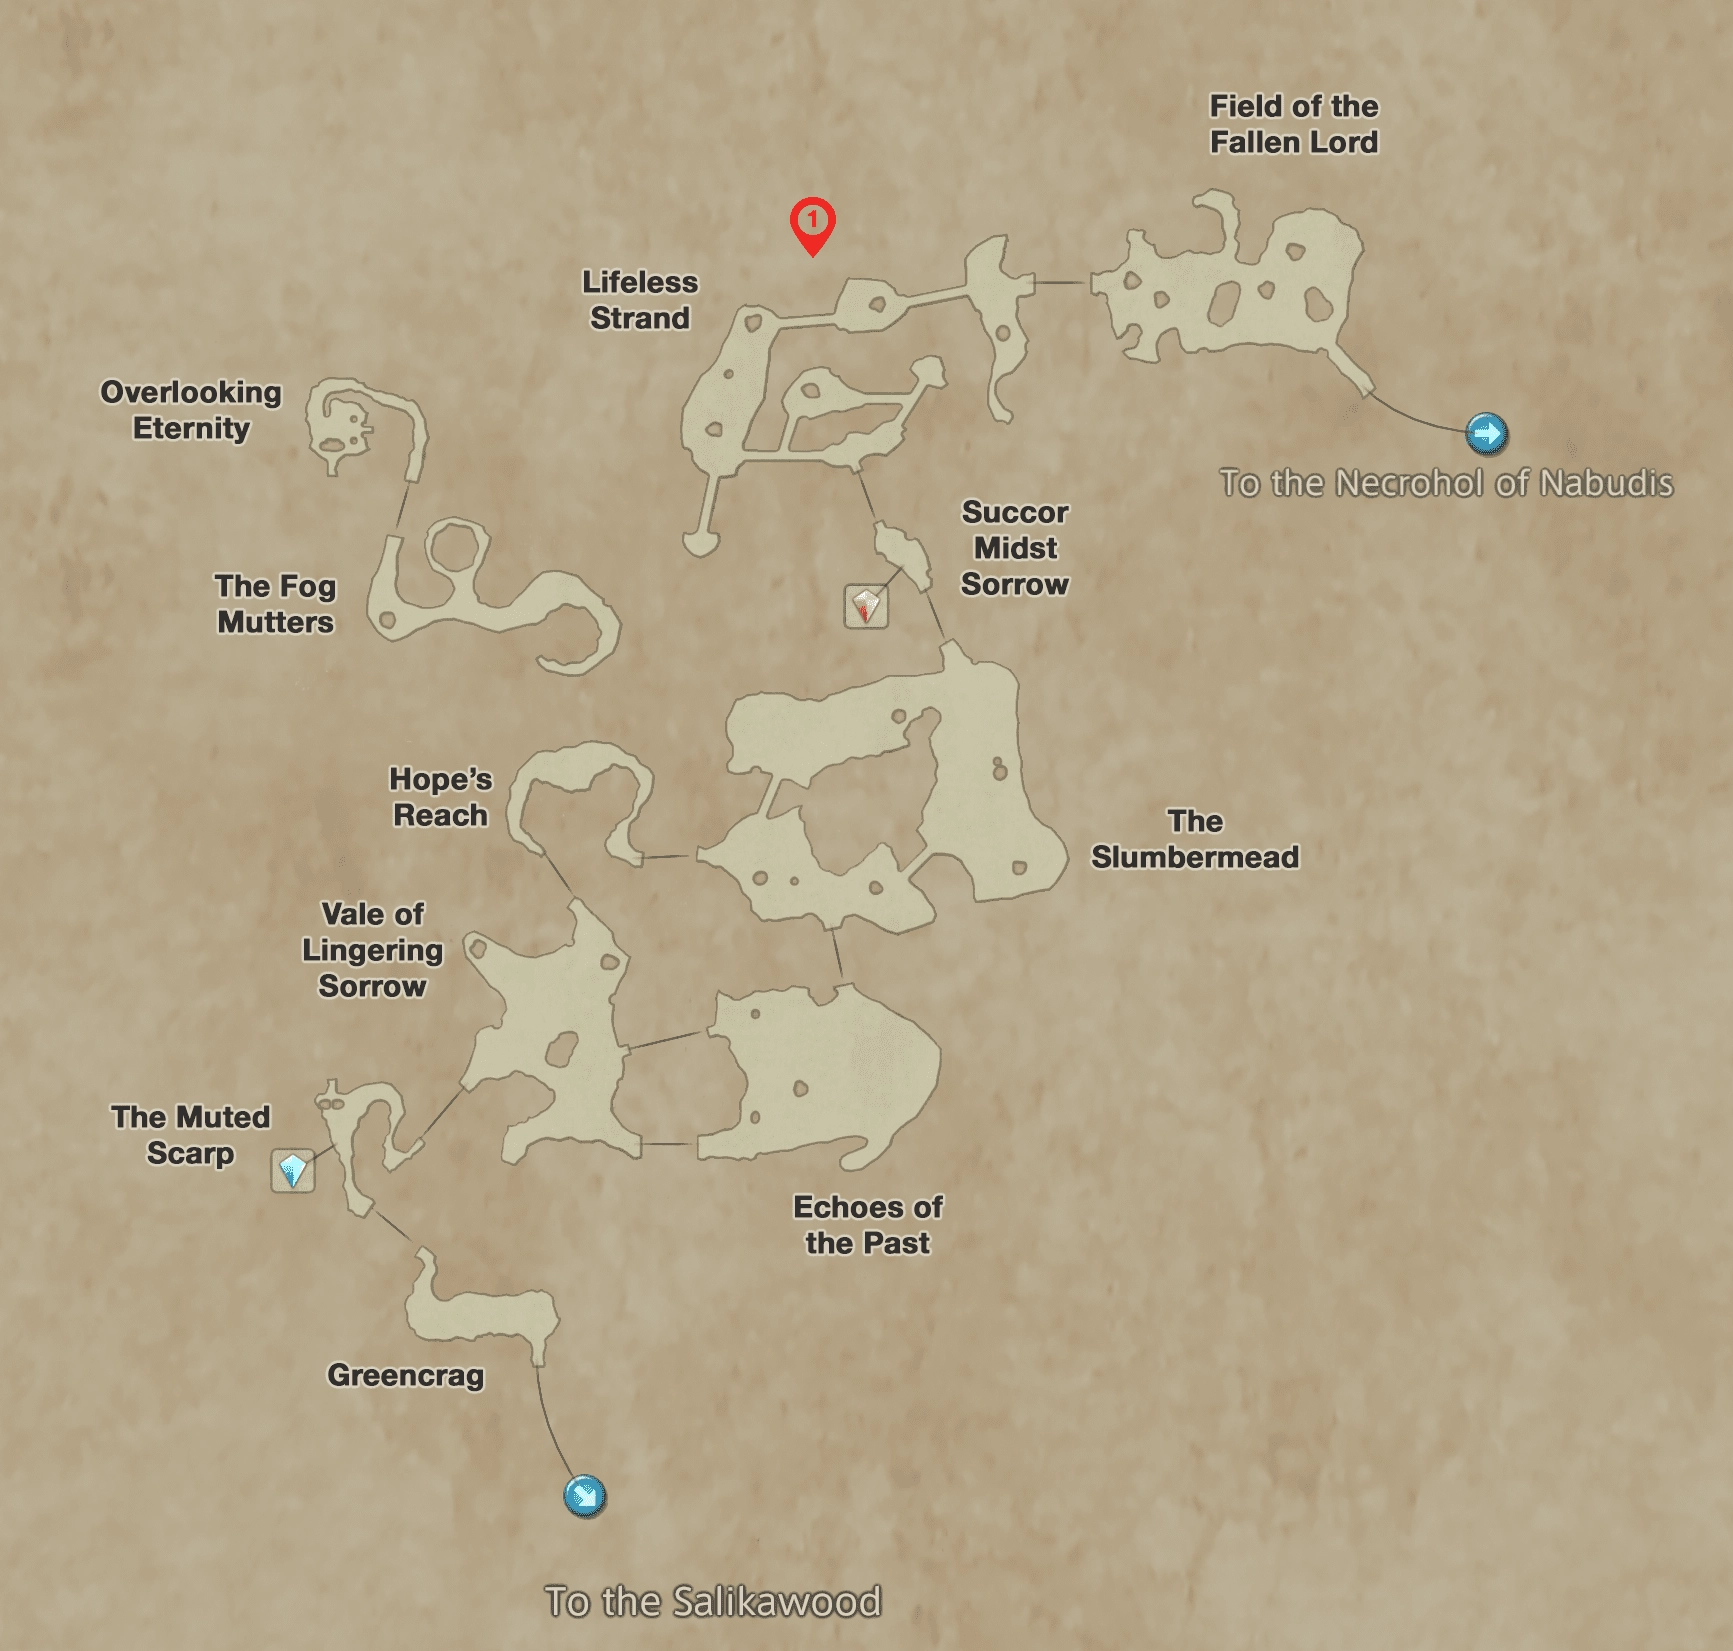 Field of the
Fallen Lord
1
Lifeless
Strand
Overlooking
Eternity
To the Necrohol of Nabudis
Succor
Midst
Sorrow
The Fog
Mutters
Hope's
Reach
The
Slumbermead
Vale of
Lingering
Sorrow
The Muted
Scarp
Echoes of
the Past
Greencrag
To the Salikawood